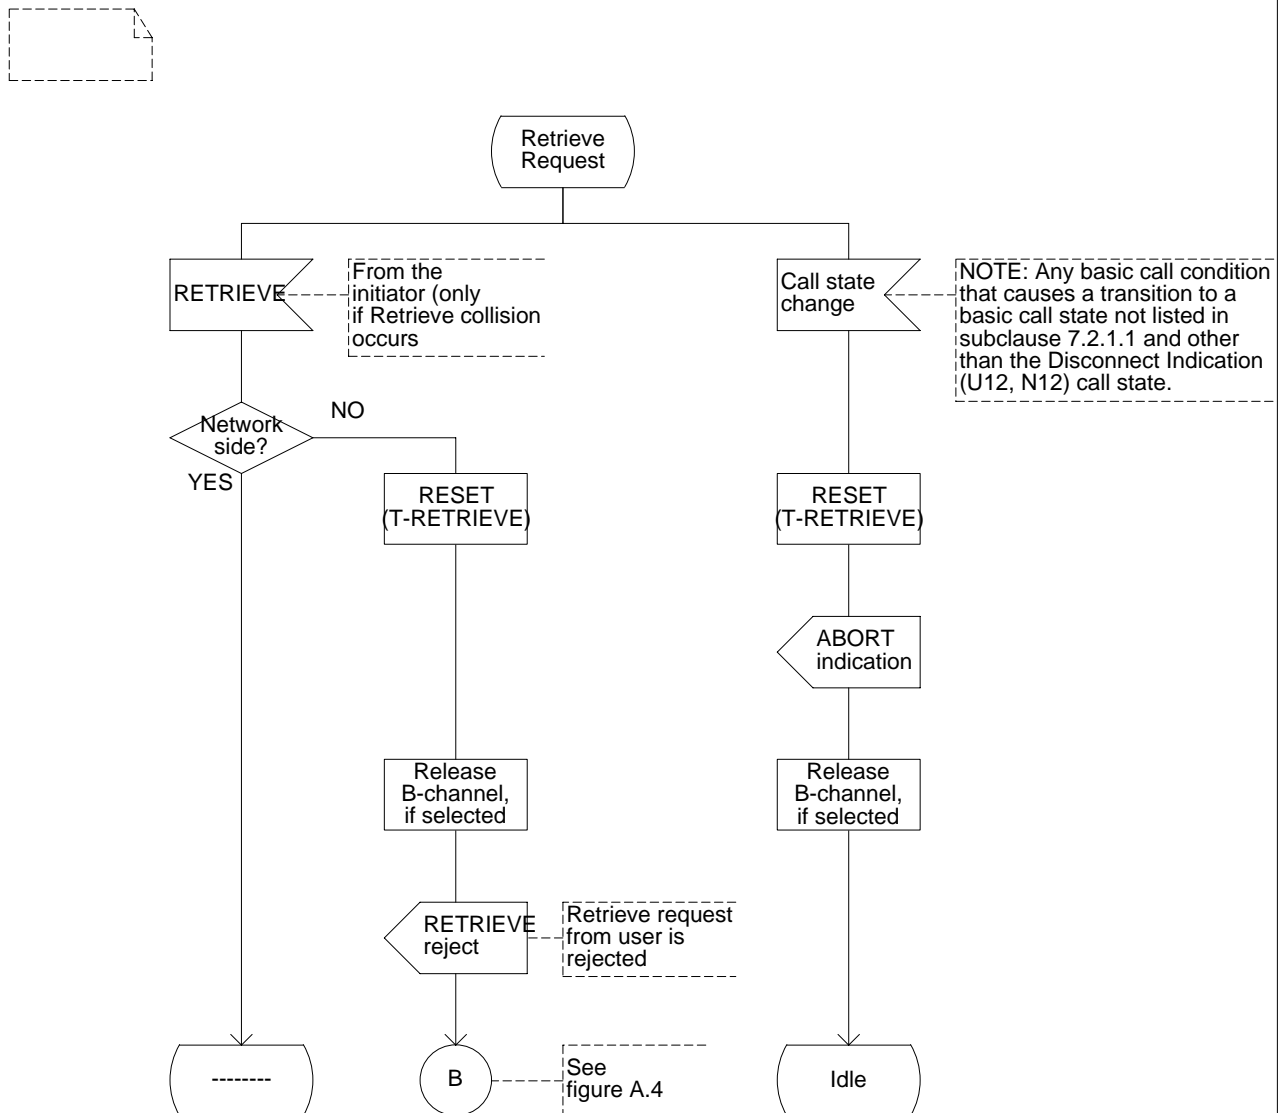 Retrieve
Request
RETRIEVE
From the
initiator (only
if Retrieve collision
occurs
Call state
change
NOTE: Any basic call condition
that causes a transition to a
basic call state not listed in
subclause 7.2.1.1 and other
than the Disconnect Indication
(U12, N12) call state.
Network
side?
NO
YES
RESET
(T-RETRIEVE)
RESET
(T-RETRIEVE)
ABORT
indication
Release
B-channel,
if selected
Release
B-channel,
if selected
RETRIEVE
reject
Retrieve request
from user is
rejected
--------
B
See
figure A.4
Idle